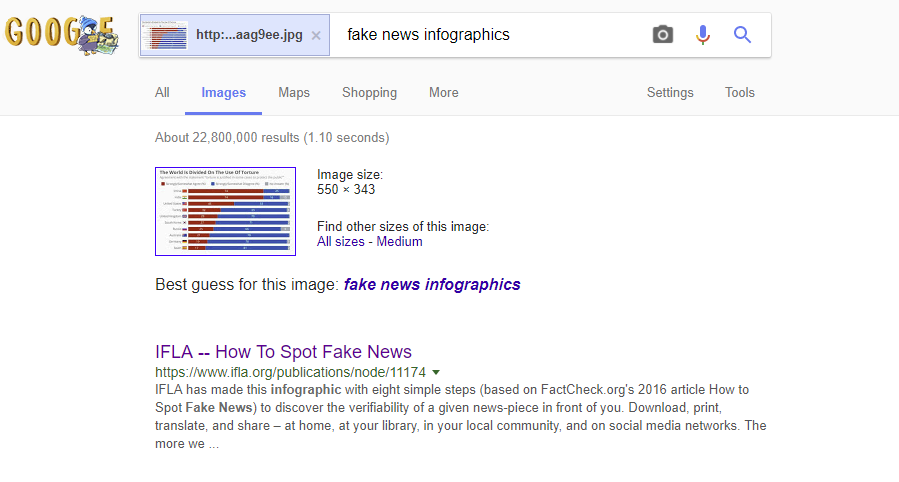 GOOGLE
http:...aag9ee.jpg × fake news infographics
All Images Maps Shopping More Settings Tools
About 22,800,000 results (1.10 seconds)
The World Is Divided On The Use Of Torture
Image size:
550 × 343
Find other sizes of this image:
All sizes - Medium
Best guess for this image: fake news infographics
IFLA -- How To Spot Fake News
https://www.ifla.org/publications/node/11174
IFLA has made this infographic with eight simple steps (based on FactCheck.org's 2016 article How to
Spot Fake News) to discover the verifiability of a given news-piece in front of you. Download, print,
translate, and share – at home, at your library, in your local community, and on social media networks. The
more we ...